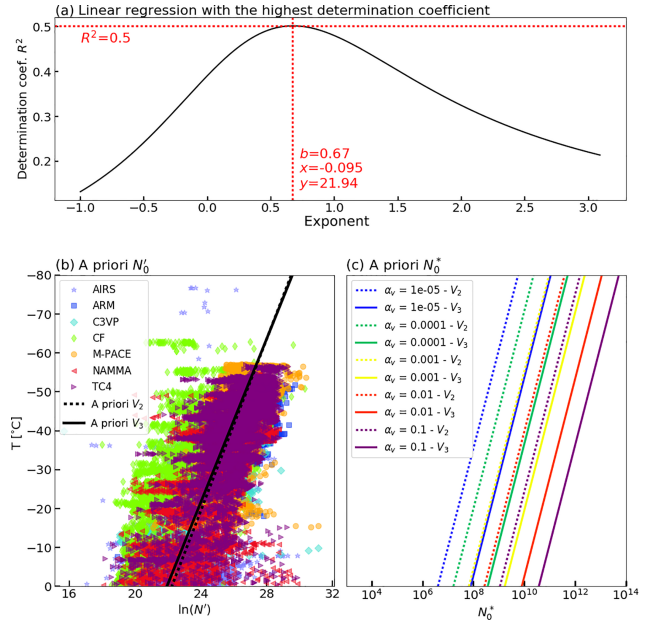 (a) Linear regression with the highest determination coefficient
0.5
R²=0.5
0.4
0.3
0.2
Determination coef. R²
b=0.67
x=-0.095
y=21.94
−1.0 −0.5 0.0 0.5 1.0 1.5 2.0 2.5 3.0
Exponent
(b) A priori N₀′
−80
−70
−60
−50
−40
−30
−20
−10
0
T [°C]
AIRS
ARM
C3VP
CF
M-PACE
NAMMA
TC4
A priori V₂
A priori V₃
16 20 24 28 32
ln(N′)
(c) A priori N₀*
αᵥ = 1e-05 - V₂
αᵥ = 1e-05 - V₃
αᵥ = 0.0001 - V₂
αᵥ = 0.0001 - V₃
αᵥ = 0.001 - V₂
αᵥ = 0.001 - V₃
αᵥ = 0.01 - V₂
αᵥ = 0.01 - V₃
αᵥ = 0.1 - V₂
αᵥ = 0.1 - V₃
10⁴ 10⁶ 10⁸ 10¹⁰ 10¹² 10¹⁴
N₀*